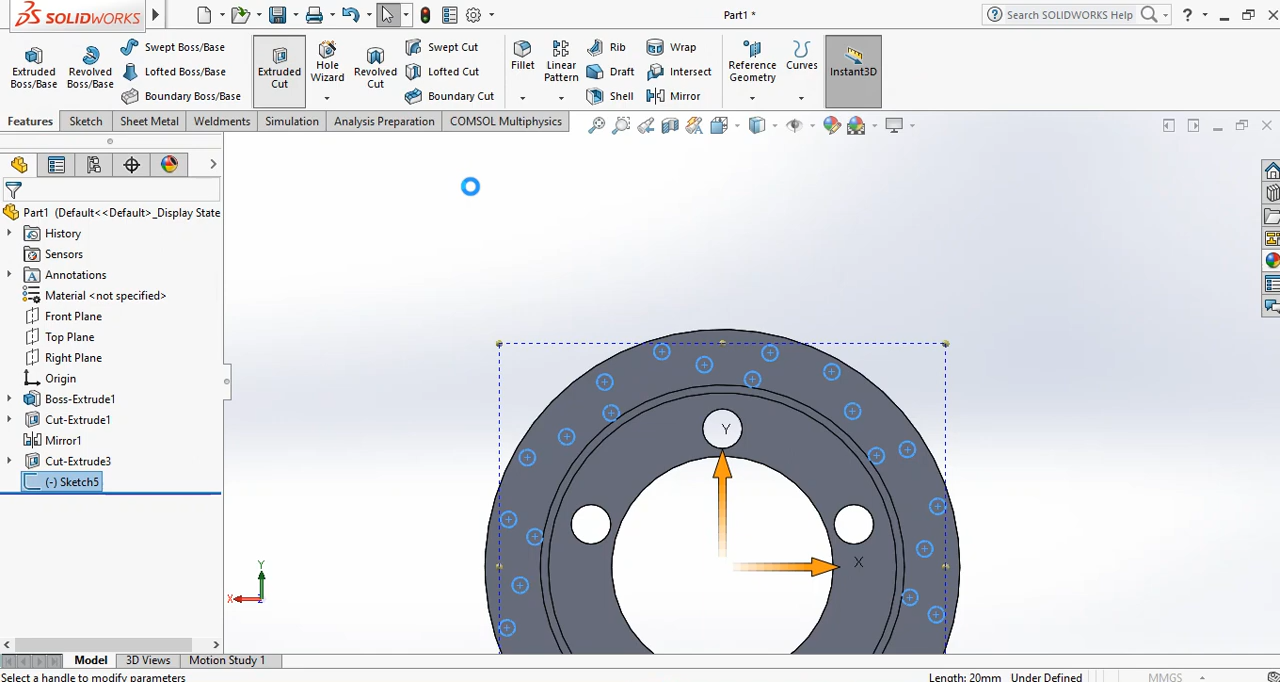 SOLIDWORKS
Part1 *
Search SOLIDWORKS Help
?
Extruded Boss/Base
Revolved Boss/Base
Swept Boss/Base
Lofted Boss/Base
Boundary Boss/Base
Extruded Cut
Hole Wizard
Revolved Cut
Swept Cut
Lofted Cut
Boundary Cut
Fillet
Linear Pattern
Rib
Draft
Shell
Wrap
Intersect
Mirror
Reference Geometry
Curves
Instant3D
Features
Sketch
Sheet Metal
Weldments
Simulation
Analysis Preparation
COMSOL Multiphysics
Part1 (Default<<Default>_Display State
History
Sensors
Annotations
Material <not specified>
Front Plane
Top Plane
Right Plane
Origin
Boss-Extrude1
Cut-Extrude1
Mirror1
Cut-Extrude3
(-) Sketch5
Y
X
Y
X
Model
3D Views
Motion Study 1
Select a handle to modify parameters
Length: 20mm
Under Defined
MMGS